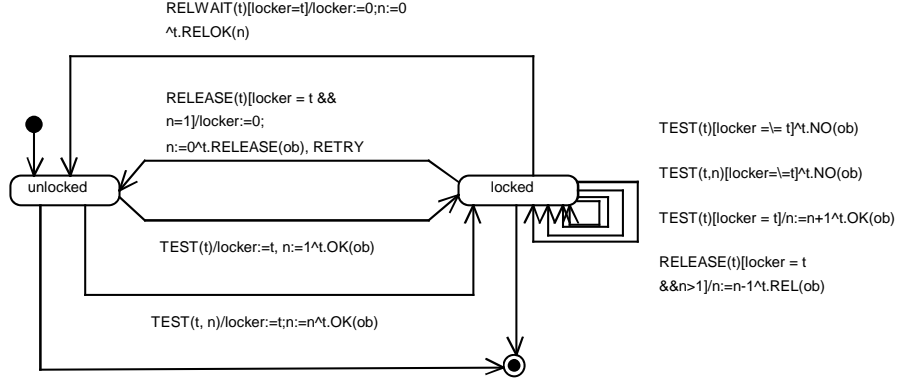 RELWAIT(t)[locker=t]/locker:=0;n:=0
^t.RELOK(n)
RELEASE(t)[locker = t &&
n=1]/locker:=0;
n:=0^t.RELEASE(ob), RETRY
unlocked
locked
TEST(t)/locker:=t, n:=1^t.OK(ob)
TEST(t, n)/locker:=t;n:=n^t.OK(ob)
TEST(t)[locker =\= t]^t.NO(ob)
TEST(t,n)[locker=\=t]^t.NO(ob)
TEST(t)[locker = t]/n:=n+1^t.OK(ob)
RELEASE(t)[locker = t
&&n>1]/n:=n-1^t.REL(ob)